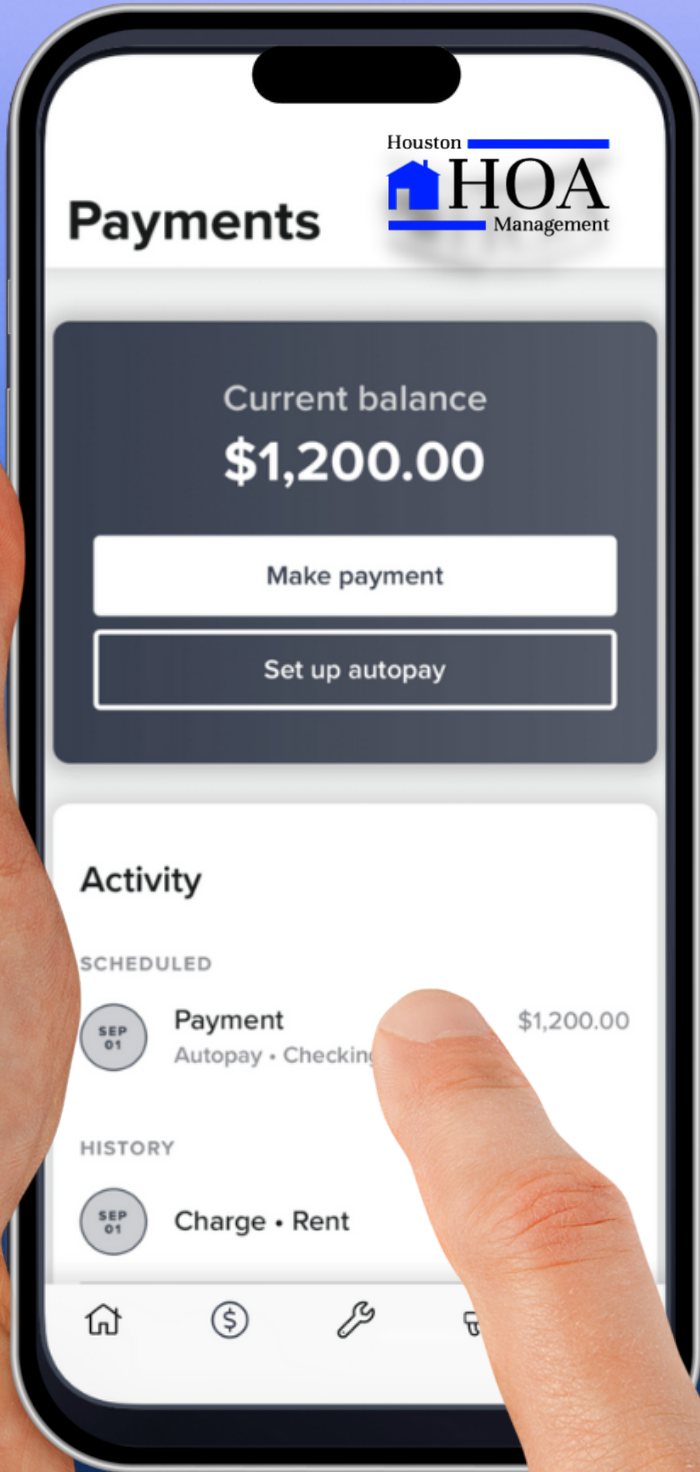 Houston
HOA
Management
Payments
Current balance
$1,200.00
Make payment
Set up autopay
Activity
SCHEDULED
SEP
01
Payment
$1,200.00
Autopay • Checking
HISTORY
SEP
01
Charge • Rent
$